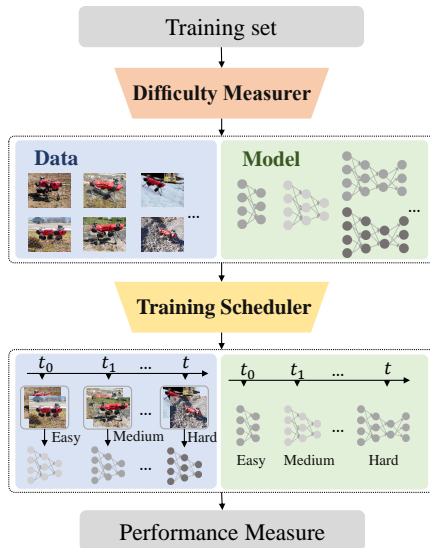 Training set
Difficulty Measurer
Data
Model
...
...
Training Scheduler
t₀ t₁ ... t
t₀ t₁ ... t
... 
Easy Medium Hard
...
...
Easy Medium Hard
Performance Measure